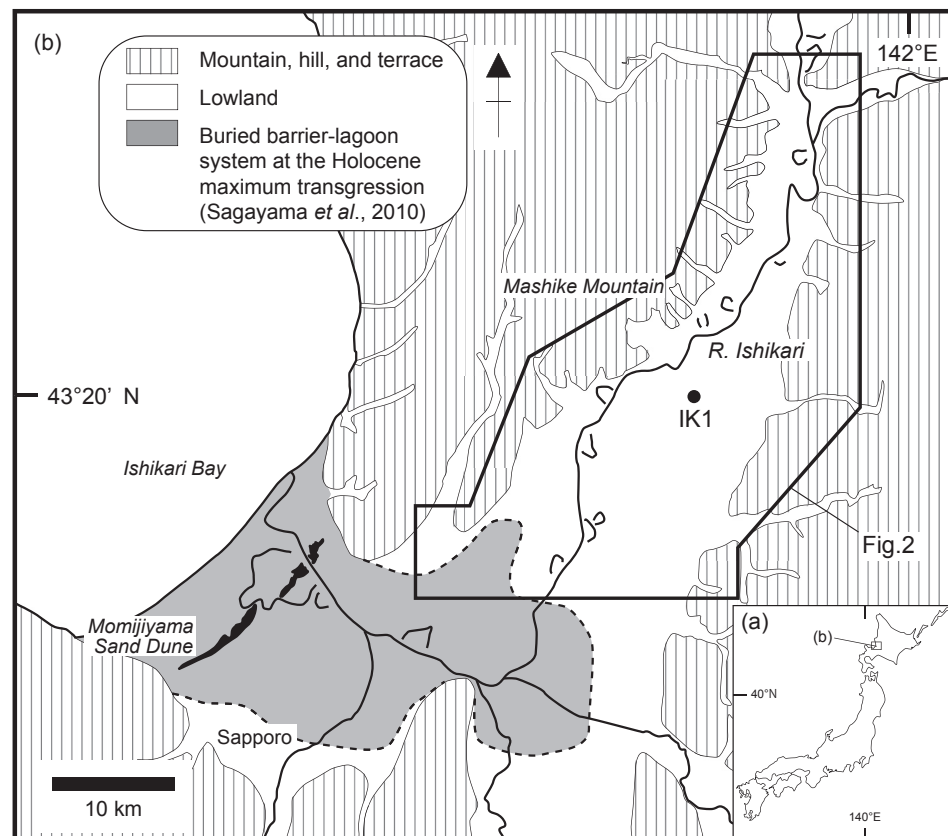 (b)
Mountain, hill, and terrace
Lowland
Buried barrier-lagoon
system at the Holocene
maximum transgression
(Sagayama et al., 2010)
142°E
Mashike Mountain
R. Ishikari
43°20' N
IK1
Ishikari Bay
Fig.2
Momijiyama
Sand Dune
Sapporo
10 km
(a)
(b)
40°N
140°E